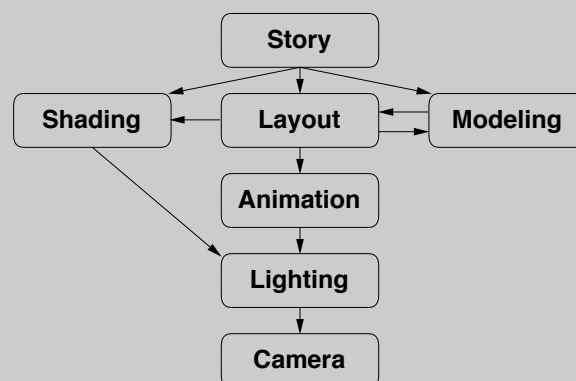 Story
Shading
Layout
Modeling
Animation
Lighting
Camera